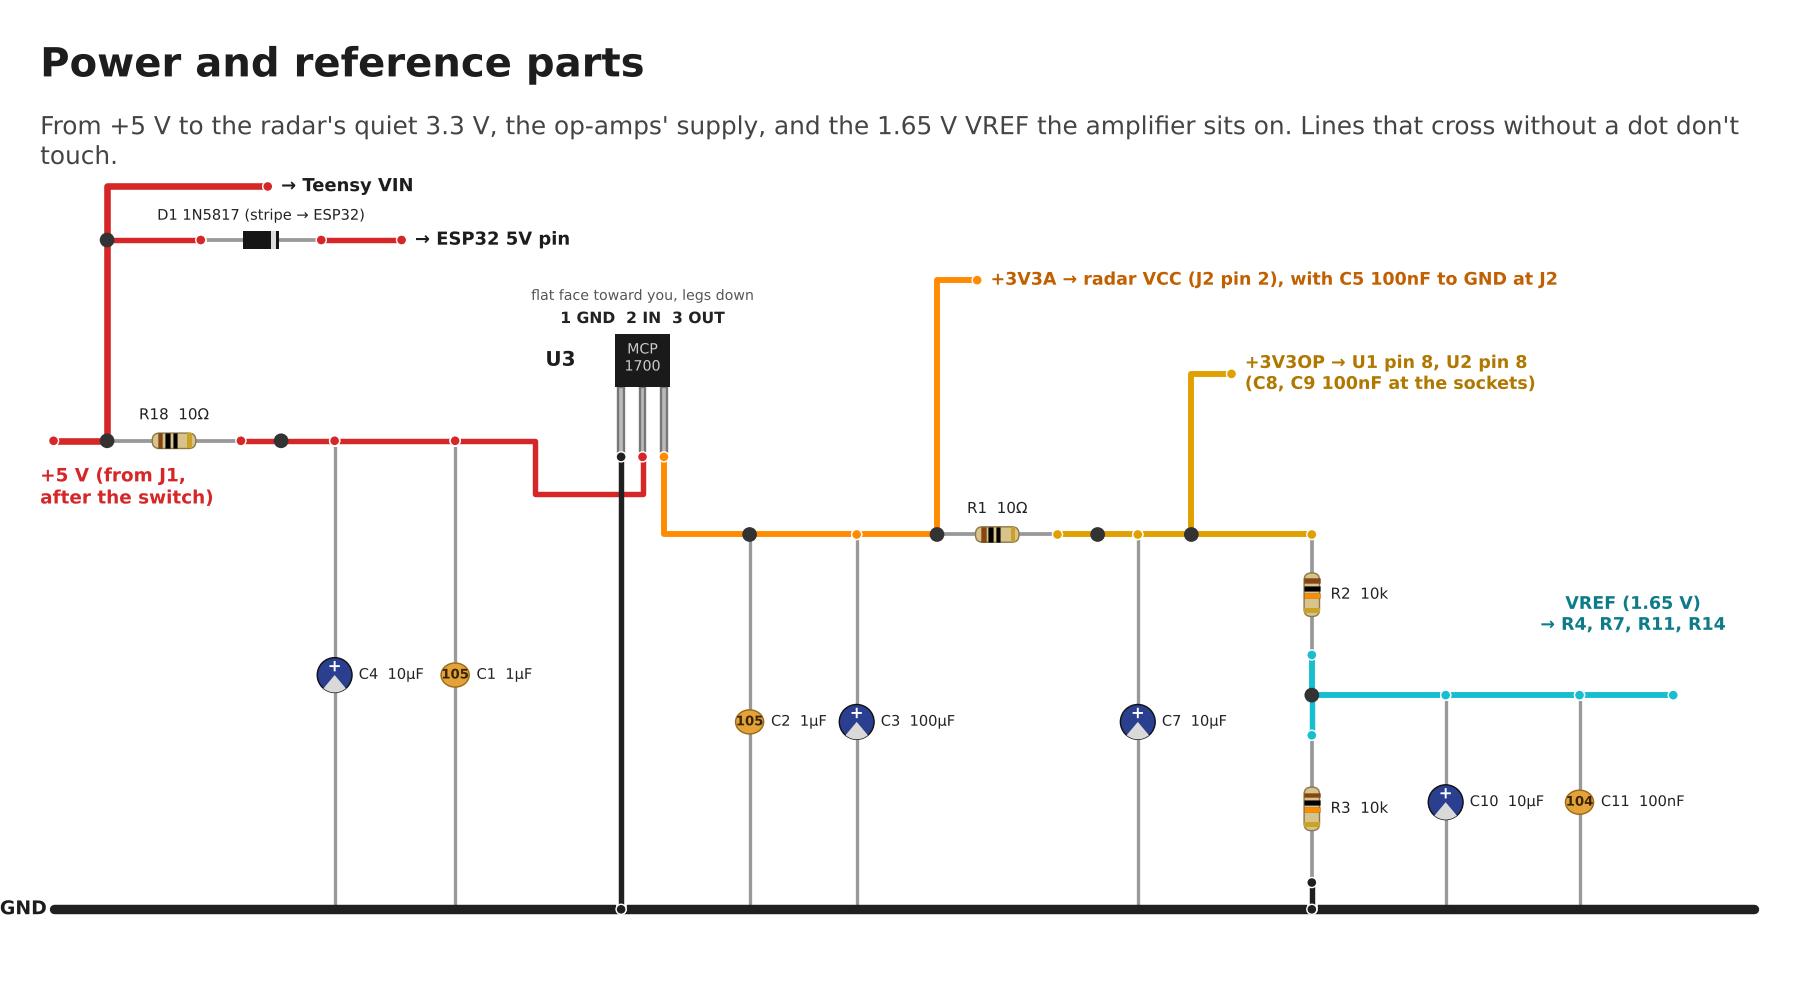 Power and reference parts
From +5 V to the radar's quiet 3.3 V, the op-amps' supply, and the 1.65 V VREF the amplifier sits on. Lines that cross without a dot don't
touch.
→ Teensy VIN
D1 1N5817 (stripe → ESP32)
→ ESP32 5V pin
flat face toward you, legs down
1 GND 2 IN 3 OUT
U3
MCP
1700
+3V3A → radar VCC (J2 pin 2), with C5 100nF to GND at J2
+3V3OP → U1 pin 8, U2 pin 8
(C8, C9 100nF at the sockets)
R18 10Ω
+5 V (from J1,
after the switch)
R1 10Ω
R2 10k
VREF (1.65 V)
→ R4, R7, R11, R14
+
C4 10µF
105
C1 1µF
105
C2 1µF
+
C3 100µF
+
C7 10µF
R3 10k
+
C10 10µF
104
C11 100nF
GND